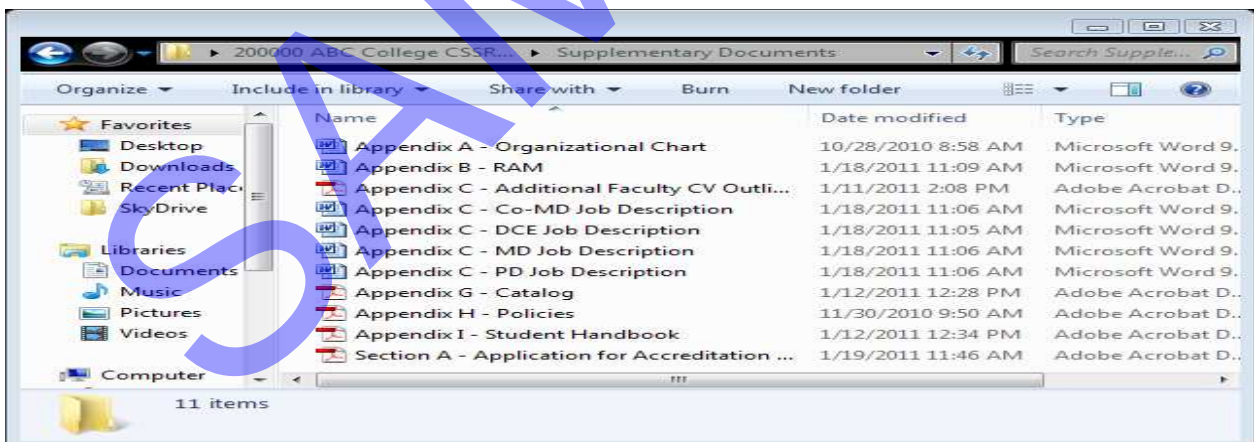 200000 ABC College CSSR... ▸ Supplementary Documents Search Supple...
Organize Include in library Share with Burn New folder
Name Date modified Type
Favorites
Desktop
Downloads
Recent Plac
SkyDrive
Libraries
Documents
Music
Pictures
Videos
Computer
Appendix A - Organizational Chart 10/28/2010 8:58 AM Microsoft Word 9.
Appendix B - RAM 1/18/2011 11:09 AM Microsoft Word 9.
Appendix C - Additional Faculty CV Outli... 1/11/2011 2:08 PM Adobe Acrobat D..
Appendix C - Co-MD Job Description 1/18/2011 11:06 AM Microsoft Word 9.
Appendix C - DCE Job Description 1/18/2011 11:05 AM Microsoft Word 9.
Appendix C - MD Job Description 1/18/2011 11:06 AM Microsoft Word 9.
Appendix C - PD Job Description 1/18/2011 11:06 AM Microsoft Word 9.
Appendix G - Catalog 1/12/2011 12:28 PM Adobe Acrobat D..
Appendix H - Policies 11/30/2010 9:50 AM Adobe Acrobat D..
Appendix I - Student Handbook 1/12/2011 12:34 PM Adobe Acrobat D..
Section A - Application for Accreditation ... 1/19/2011 11:46 AM Adobe Acrobat D..
11 items